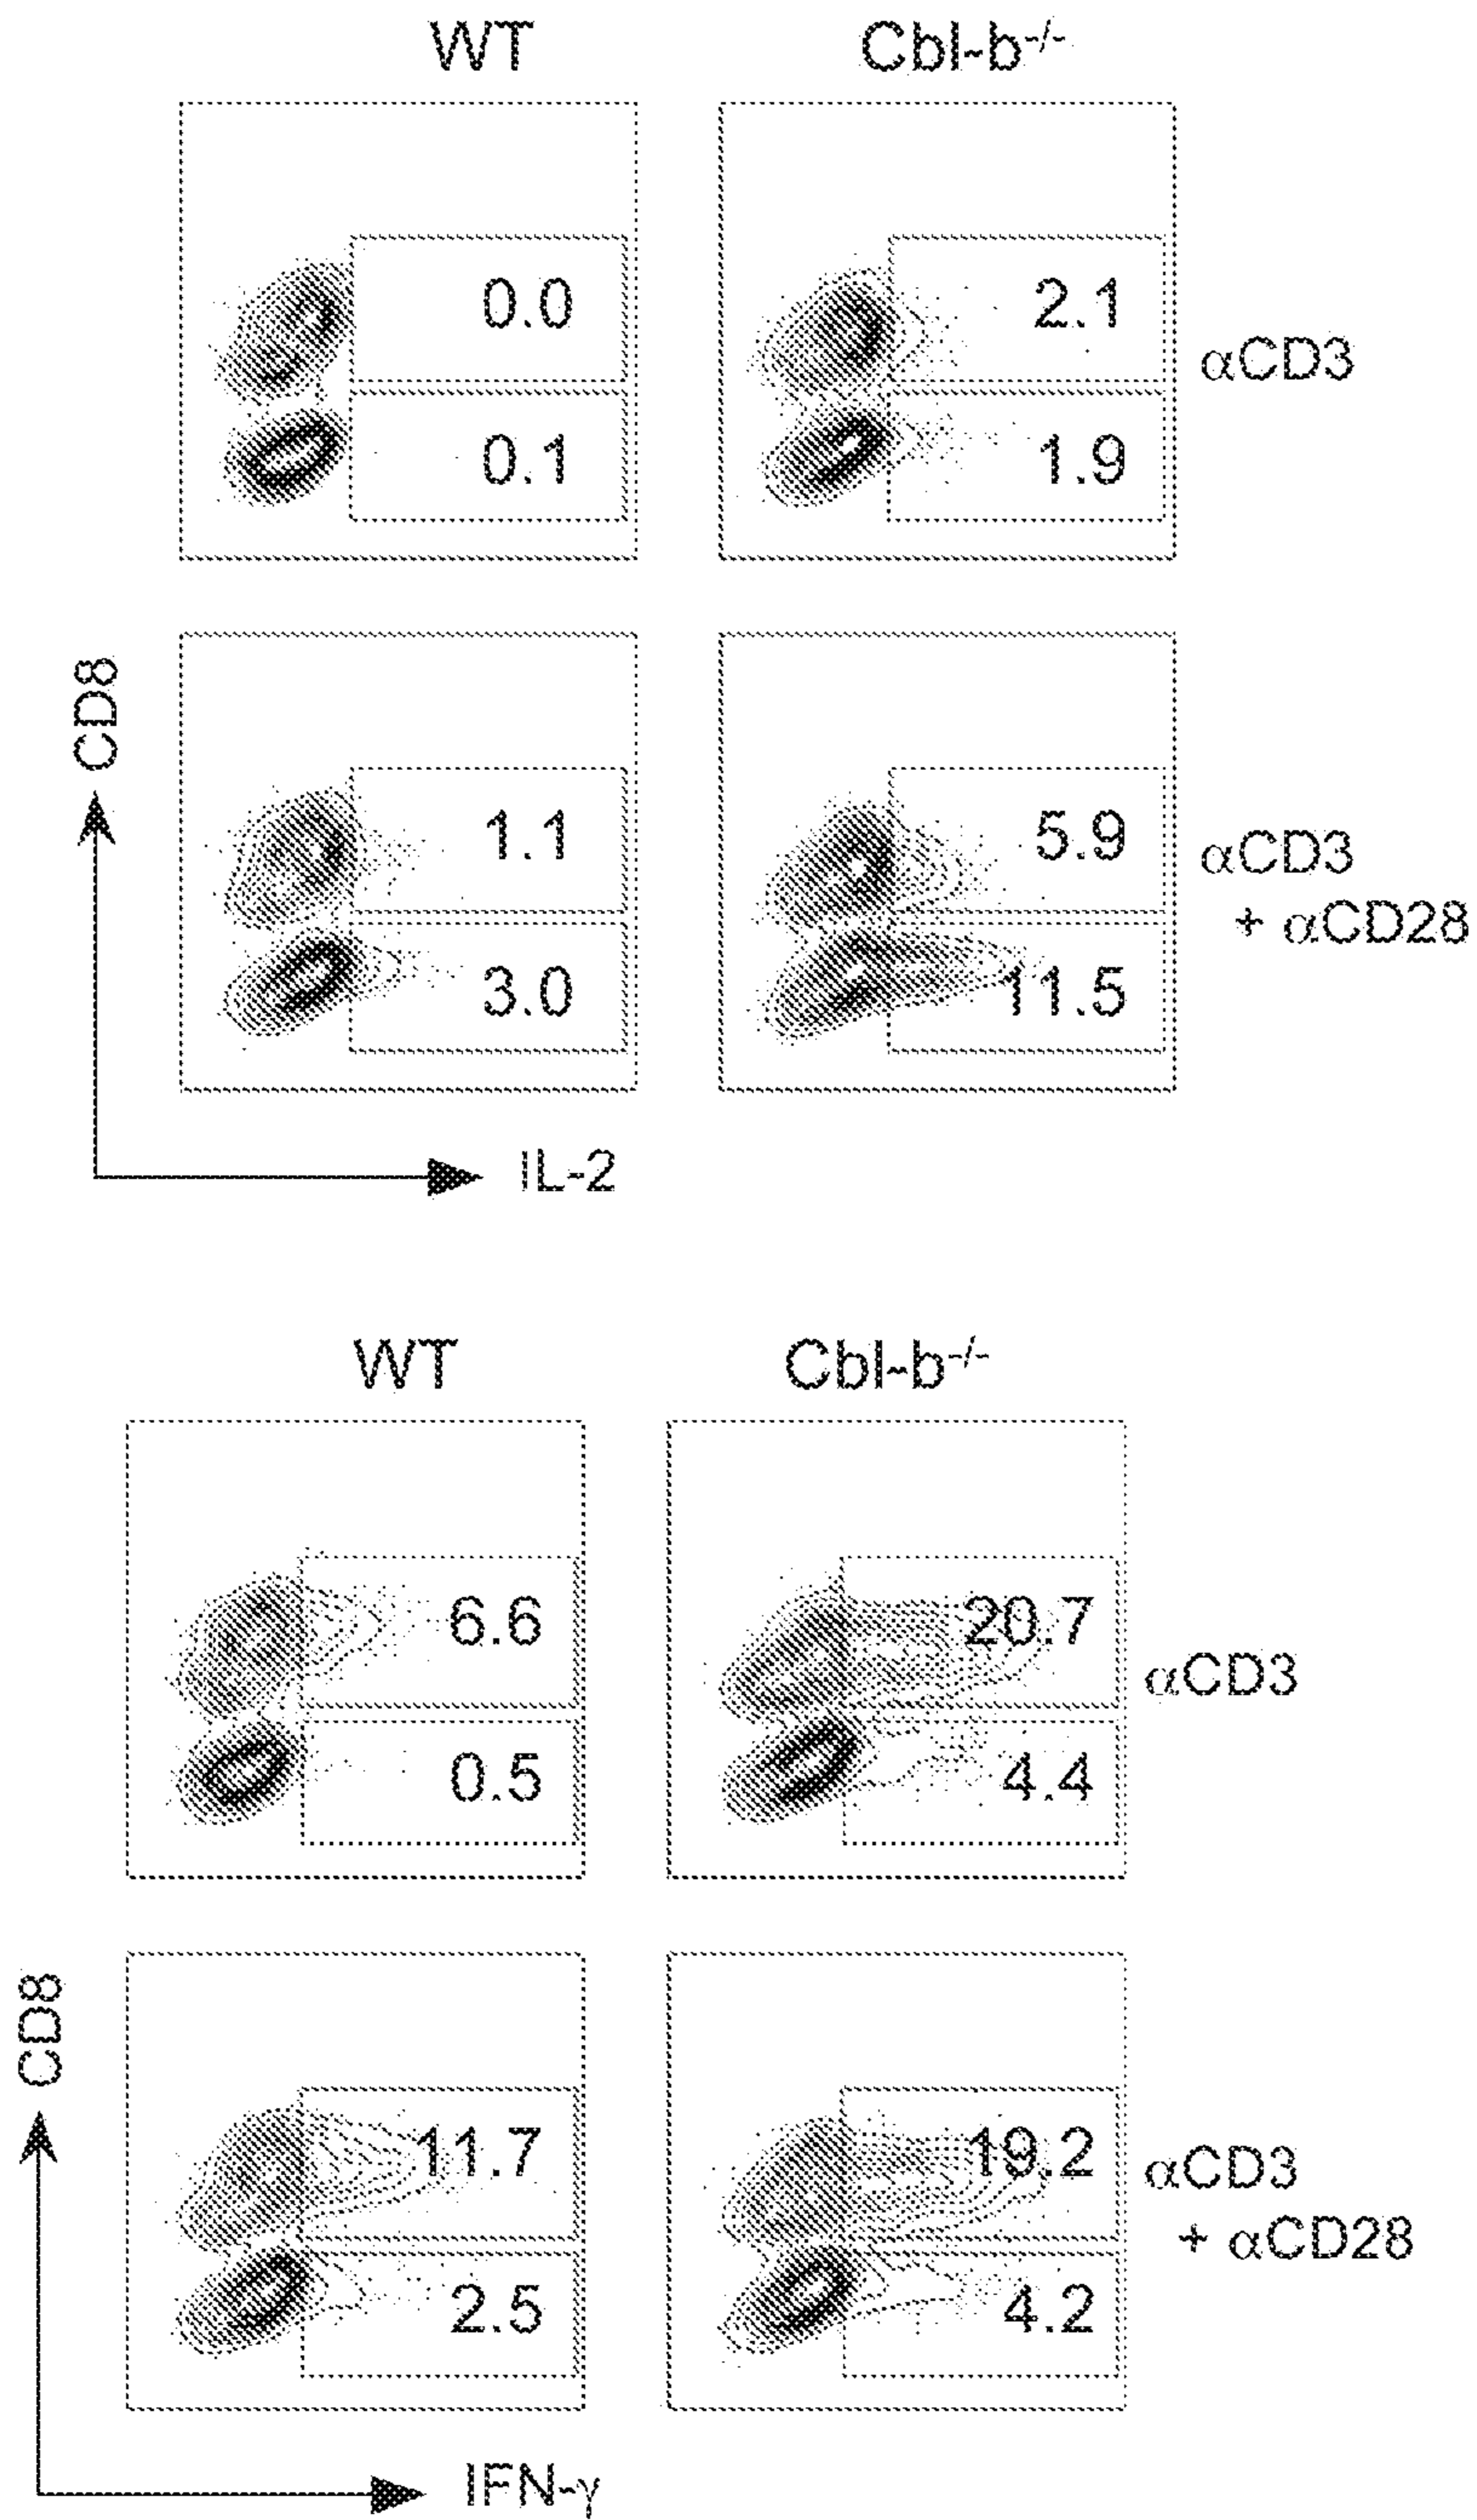 WT Cbl-b-/-
0.0 2.1
αCD3
0.1 1.9
CD8
1.1 5.9
αCD3
+ αCD28
3.0 11.5
IL-2
WT Cbl-b-/-
6.6 20.7
αCD3
0.5 4.4
CD8
11.7 19.2
αCD3
+ αCD28
2.5 4.2
IFN-γ